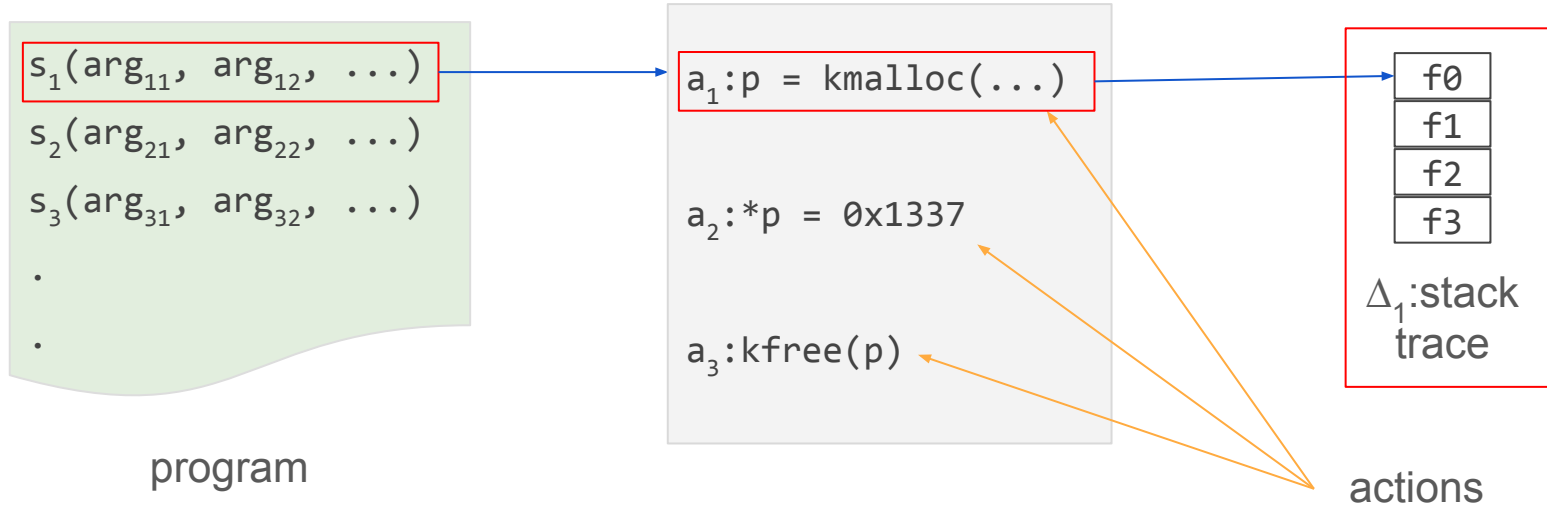 s₁(arg₁₁, arg₁₂, ...)
s₂(arg₂₁, arg₂₂, ...)
s₃(arg₃₁, arg₃₂, ...)
.
.
program
a₁:p = kmalloc(...)
a₂:*p = 0x1337
a₃:kfree(p)
f0
f1
f2
f3
Δ₁:stack
trace
actions